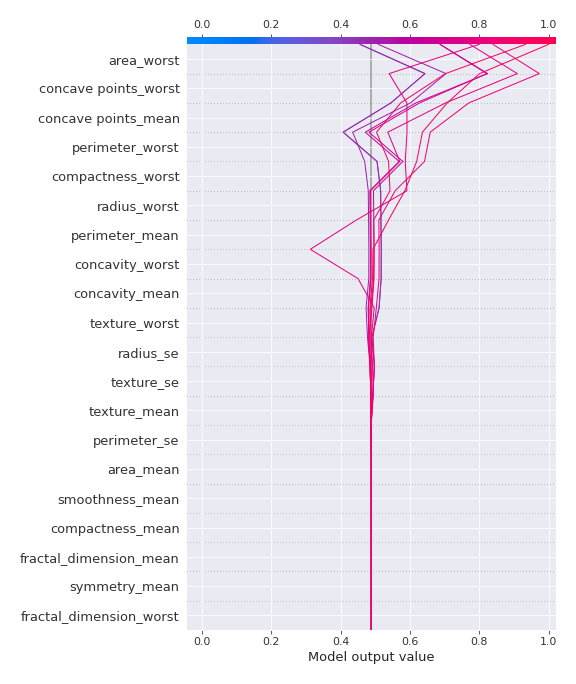 0.0 0.2 0.4 0.6 0.8 1.0
area_worst
concave points_worst
concave points_mean
perimeter_worst
compactness_worst
radius_worst
perimeter_mean
concavity_worst
concavity_mean
texture_worst
radius_se
texture_se
texture_mean
perimeter_se
area_mean
smoothness_mean
compactness_mean
fractal_dimension_mean
symmetry_mean
fractal_dimension_worst
0.0 0.2 0.4 0.6 0.8 1.0
Model output value